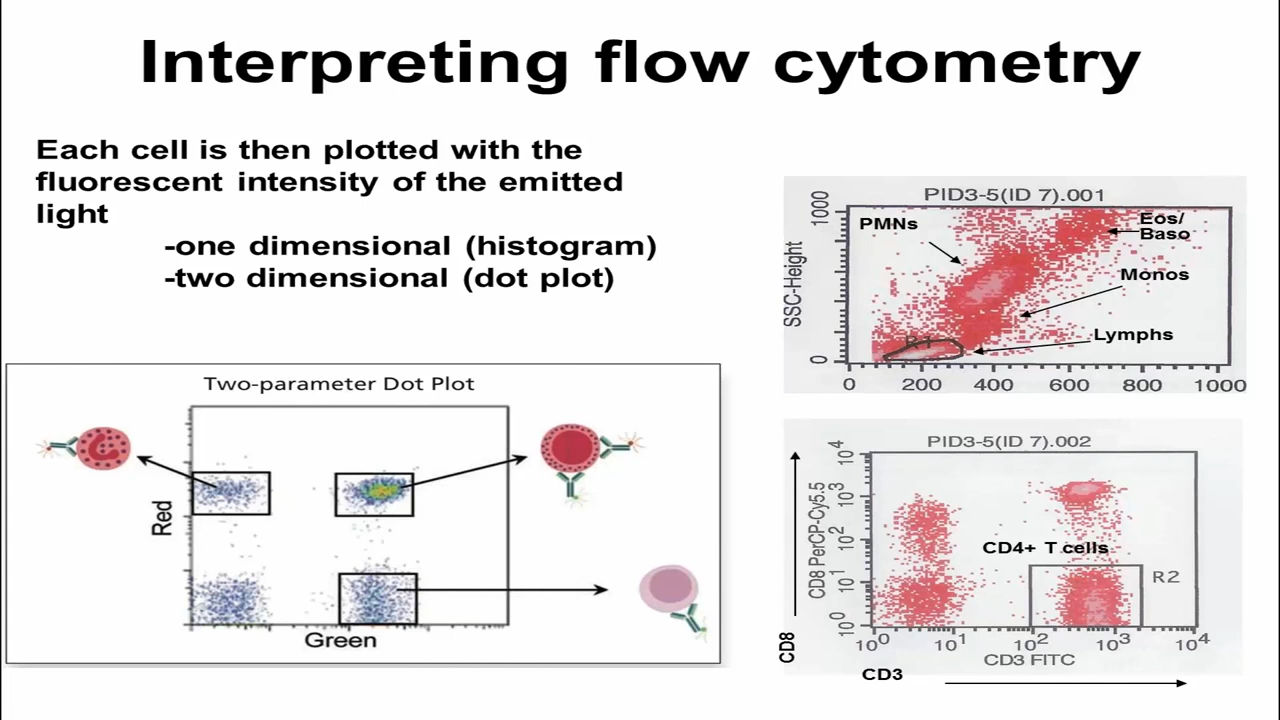 Interpreting flow cytometry
Each cell is then plotted with the
fluorescent intensity of the emitted
light
-one dimensional (histogram)
-two dimensional (dot plot)
Two-parameter Dot Plot
Red
Green
PID3-5(ID 7).001
SSC-Height
1000
0
PMNs
Eos/
Baso
Monos
Lymphs
R1
0 200 400 600 800 1000
PID3-5(ID 7).002
CD8
CD8 PerCP-Cy5.5
10⁴
10³
10²
10¹
10⁰
CD4+ T cells
R2
10⁰ 10¹ 10² 10³ 10⁴
CD3 FITC
CD3